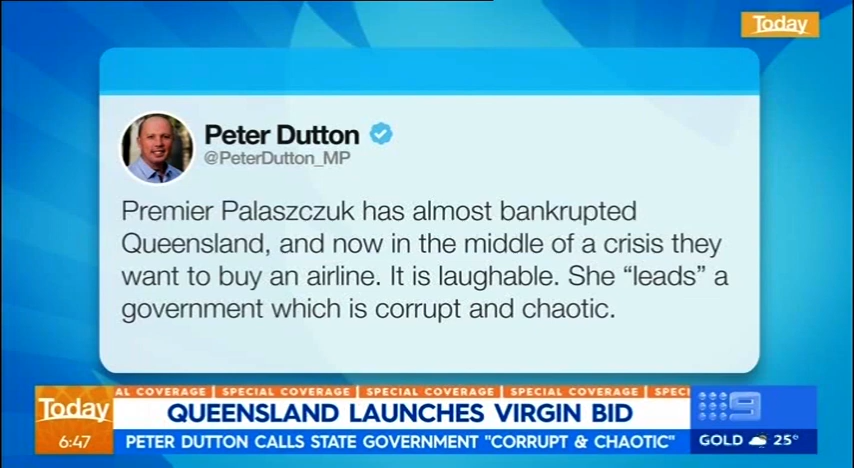 Today
Peter Dutton
@PeterDutton_MP
Premier Palaszczuk has almost bankrupted
Queensland, and now in the middle of a crisis they
want to buy an airline. It is laughable. She “leads” a
government which is corrupt and chaotic.
AL COVERAGE | SPECIAL COVERAGE | SPECIAL COVERAGE | SPECIAL COVERAGE | SPECI
Today
QUEENSLAND LAUNCHES VIRGIN BID
9
6:47
PETER DUTTON CALLS STATE GOVERNMENT "CORRUPT & CHAOTIC"
GOLD 25°